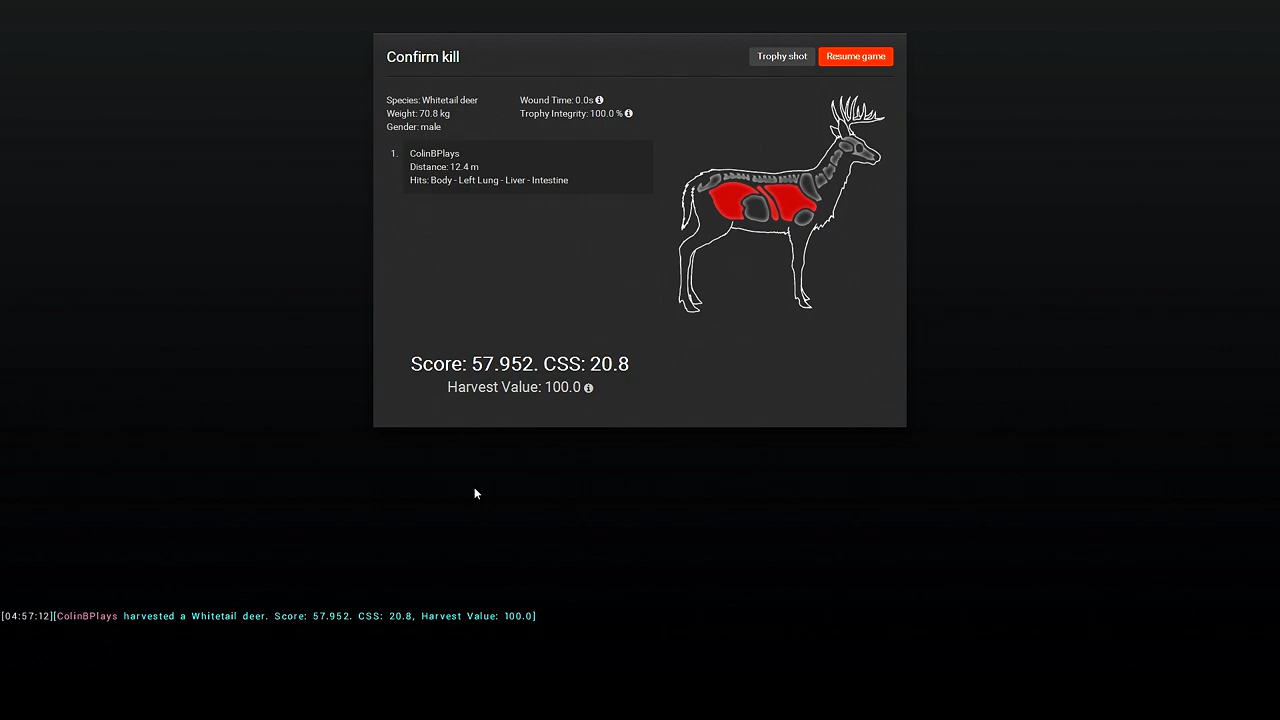 Confirm kill
Trophy shot
Resume game
Species: Whitetail deer
Weight: 70.8 kg
Gender: male
Wound Time: 0.0s
Trophy Integrity: 100.0 %
1.
ColinBPlays
Distance: 12.4 m
Hits: Body - Left Lung - Liver - Intestine
Score: 57.952. CSS: 20.8
Harvest Value: 100.0
[04:57:12][ColinBPlays harvested a Whitetail deer. Score: 57.952. CSS: 20.8, Harvest Value: 100.0]